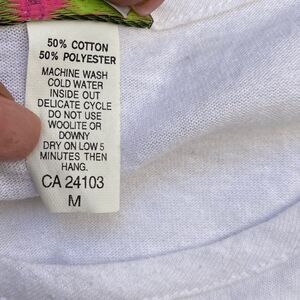 50% COTTON
50% POLYESTER
MACHINE WASH
COLD WATER
INSIDE OUT
DELICATE CYCLE
DO NOT USE
WOOLITE OR
DOWNY
DRY ON LOW 5
MINUTES THEN
HANG.
CA 24103
M